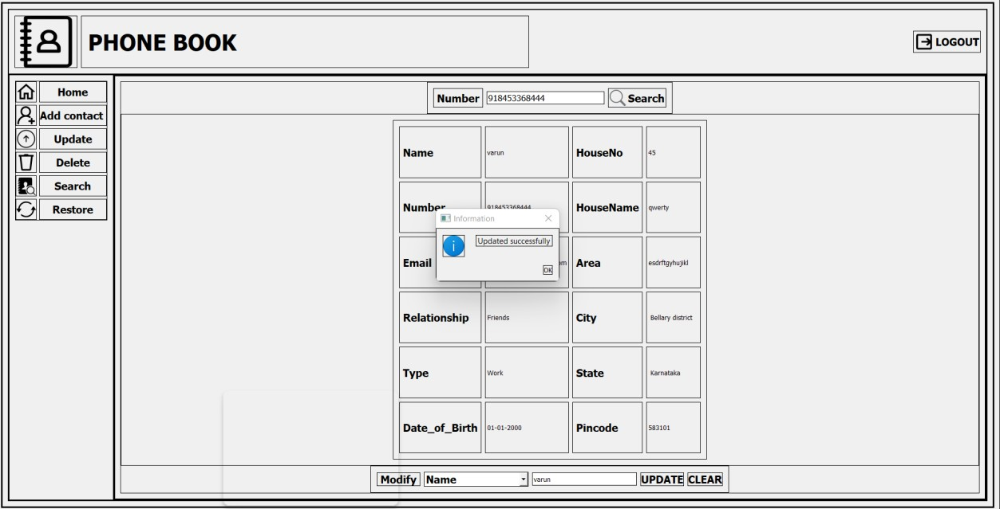 PHONE BOOK
LOGOUT
Home
Add contact
Update
Delete
Search
Restore
Number 918453368444 Search
Name varun HouseNo 45
Number 918453368444 HouseName qwerty
Information
Updated successfully
OK
Email om Area esdrftgyhujikl
Relationship Friends City Bellary district
Type Work State Karnataka
Date_of_Birth 01-01-2000 Pincode 583101
Modify Name varun UPDATE CLEAR